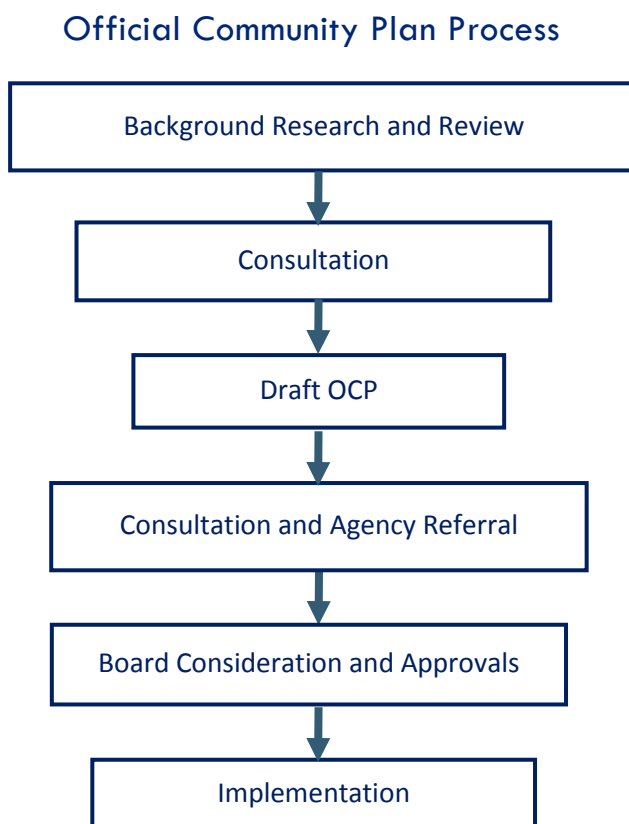 Official Community Plan Process
Background Research and Review
Consultation
Draft OCP
Consultation and Agency Referral
Board Consideration and Approvals
Implementation